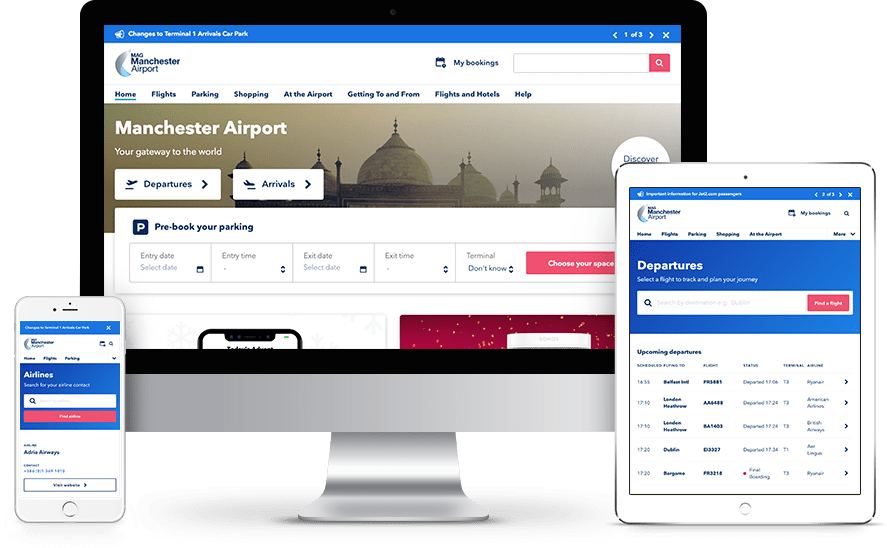 Changes to Terminal 1 Arrivals Car Park
1 of 3
MAG
Manchester
Airport
My bookings
Home Flights Parking Shopping At the Airport Getting To and From Flights and Hotels Help
Manchester Airport
Your gateway to the world
Discover
Departures Arrivals
P Pre-book your parking
Entry date Entry time Exit date Exit time Terminal
Select date - Select date - Don't know
Choose your space
Today's Advent
SONOS
Changes to Terminal 1 Arrivals Car Park
MAG
Manchester
Airport
Home Flights Parking
Airlines
Search for your airline contact
Find airline
AIRLINE
Adria Airways
CONTACT
+386 (0)1 369 1010
Visit website
Important information for Jet2.com passengers
2 of 3
MAG
Manchester
Airport
My bookings
Home Flights Parking Shopping At the Airport More
Departures
Select a flight to track and plan your journey
Search by destination e.g. 'Dublin'
Find a flight
Upcoming departures
SCHEDULED FLYING TO FLIGHT STATUS TERMINAL AIRLINE
16:55 Belfast Intl FR5881 Departed 17:06 T3 Ryanair
17:10 London Heathrow AA6488 Departed 17:24 T3 American Airlines
17:10 London Heathrow BA1403 Departed 17:24 T3 British Airways
17:20 Dublin EI3327 Departed 17:34 T1 Aer Lingus
17:20 Bergamo FR3218 Final Boarding T3 Ryanair